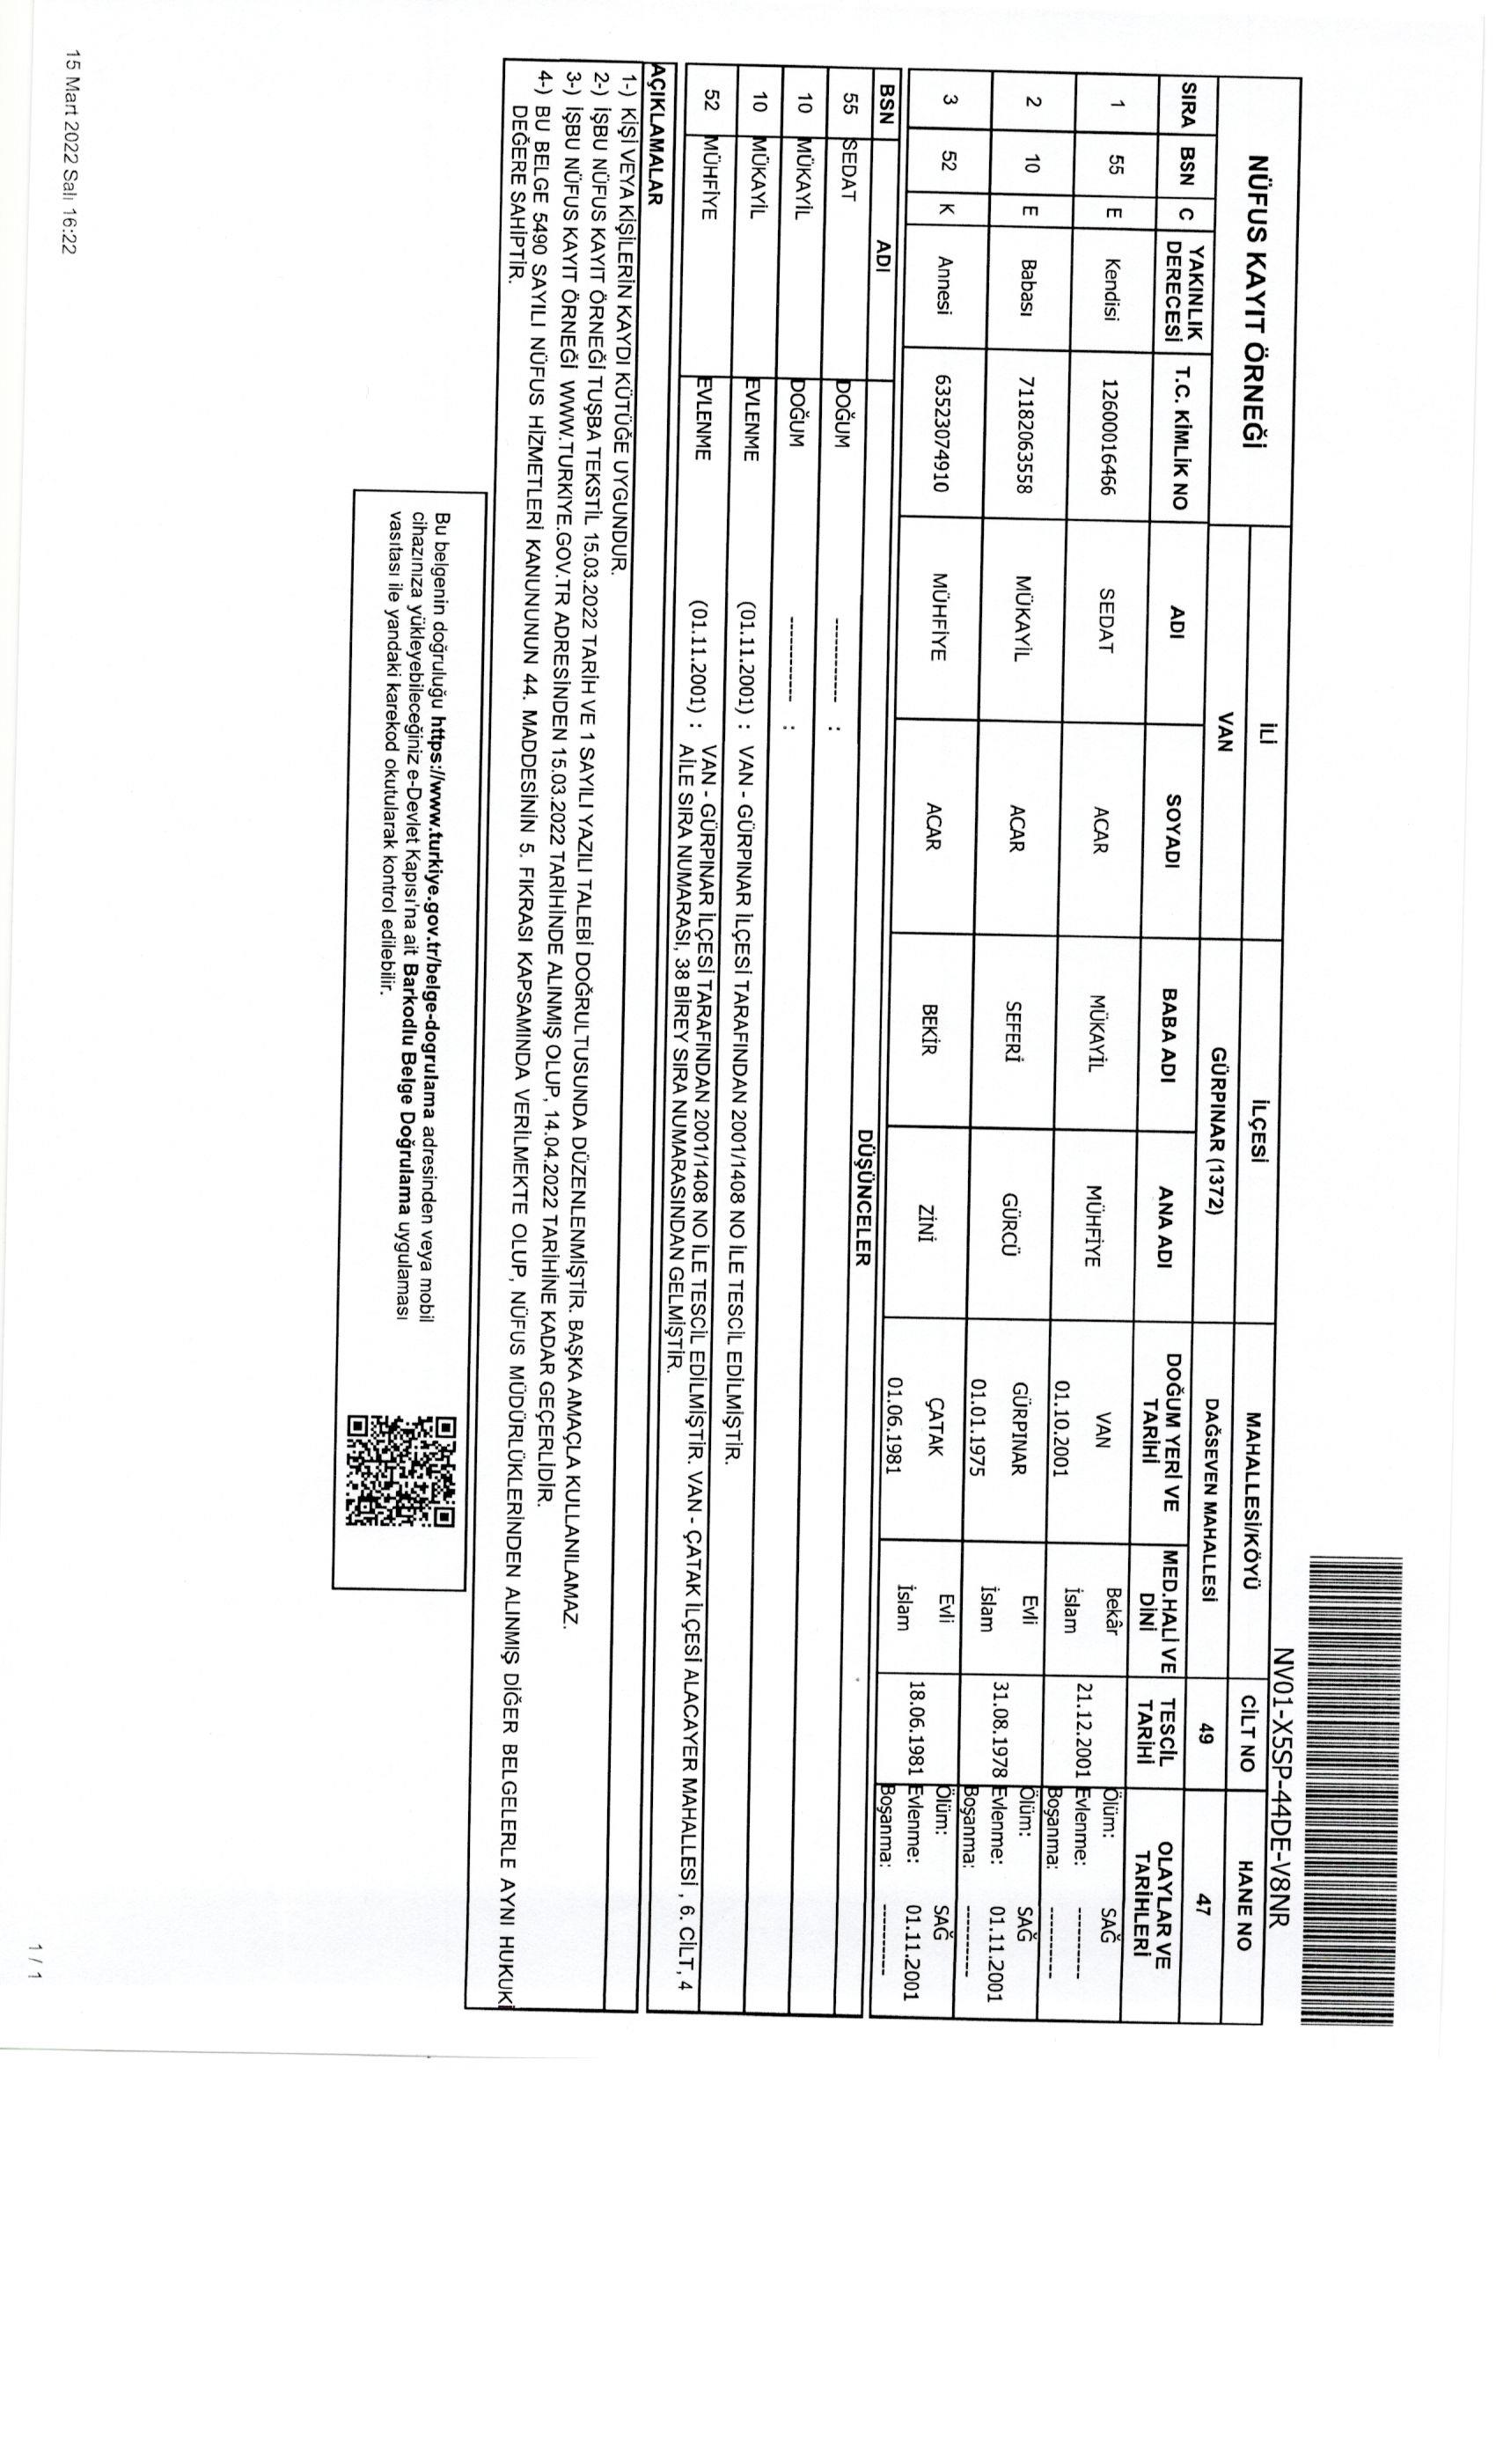 NV01-X5SP-44DE-V8NR
NÜFUS KAYIT ÖRNEĞİ
İLİ İLÇESİ MAHALLESİ/KÖYÜ CİLT NO HANE NO
VAN GÜRPINAR (1372) DAĞSEVEN MAHALLESİ 49 47
SIRA BSN C YAKINLIK DERECESİ T.C. KİMLİK NO ADI SOYADI BABA ADI ANA ADI DOĞUM YERİ VE TARİHİ MED.HALİ VE DİNİ TESCİL TARİHİ OLAYLAR VE TARİHLERİ
1 55 E Kendisi 12600016466 SEDAT ACAR MÜKAYİL MÜHFİYE VAN 01.10.2001 Bekâr İslam 21.12.2001 Ölüm: SAĞ
Evlenme: ----------
Boşanma: ----------
2 10 E Babası 71182063558 MÜKAYİL ACAR SEFERİ GÜRCÜ GÜRPINAR 01.01.1975 Evli İslam 31.08.1978 Ölüm: SAĞ
Evlenme: 01.11.2001
Boşanma: ----------
3 52 K Annesi 63523074910 MÜHFİYE ACAR BEKİR ZİNİ ÇATAK 01.06.1981 Evli İslam 18.06.1981 Ölüm: SAĞ
Evlenme: 01.11.2001
Boşanma: ----------
BSN ADI DÜŞÜNCELER
55 SEDAT DOĞUM ----------- :
10 MÜKAYİL DOĞUM ----------- :
10 MÜKAYİL EVLENME (01.11.2001) : VAN - GÜRPINAR İLÇESİ TARAFINDAN 2001/1408 NO İLE TESCİL EDİLMİŞTİR.
52 MÜHFİYE EVLENME (01.11.2001) : VAN - GÜRPINAR İLÇESİ TARAFINDAN 2001/1408 NO İLE TESCİL EDİLMİŞTİR. VAN - ÇATAK İLÇESİ ALACAYER MAHALLESİ , 6. CİLT, 4
AİLE SIRA NUMARASI, 38 BİREY SIRA NUMARASINDAN GELMİŞTİR.
AÇIKLAMALAR
1-) KİŞİ VEYA KİŞİLERİN KAYDI KÜTÜĞE UYGUNDUR.
2-) İŞBU NÜFUS KAYIT ÖRNEĞİ TUŞBA TEKSTİL 15.03.2022 TARİH VE 1 SAYILI YAZILI TALEBİ DOĞRULTUSUNDA DÜZENLENMİŞTİR. BAŞKA AMAÇLA KULLANILAMAZ.
3-) İŞBU NÜFUS KAYIT ÖRNEĞİ WWW.TURKIYE.GOV.TR ADRESİNDEN 15.03.2022 TARİHİNDE ALINMIŞ OLUP, 14.04.2022 TARİHİNE KADAR GEÇERLİDİR.
4-) BU BELGE 5490 SAYILI NÜFUS HİZMETLERİ KANUNUNUN 44. MADDESİNİN 5. FIKRASI KAPSAMINDA VERİLMEKTE OLUP, NÜFUS MÜDÜRLÜKLERİNDEN ALINMIŞ DİĞER BELGELERLE AYNI HUKUKİ
DEĞERE SAHİPTİR.
Bu belgenin doğruluğu https://www.turkiye.gov.tr/belge-dogrulama adresinden veya mobil
cihazınıza yükleyebileceğiniz e-Devlet Kapısı'na ait Barkodlu Belge Doğrulama uygulaması
vasıtası ile yandaki karekod okutularak kontrol edilebilir.
15 Mart 2022 Salı 16:22
1 / 1